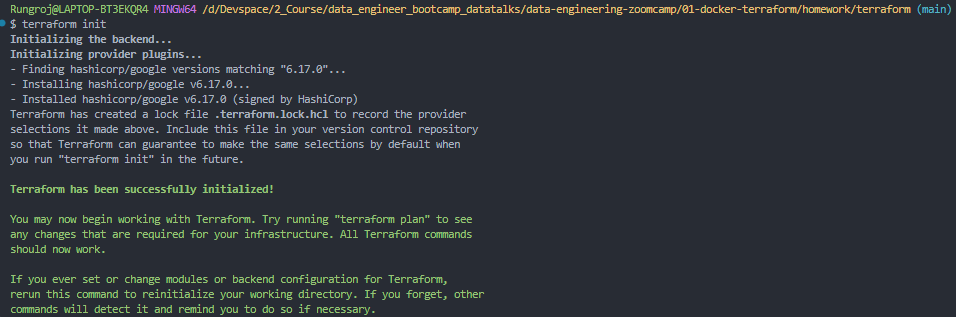 Rungroj@LAPTOP-BT3EKQR4 MINGW64 /d/Devspace/2_Course/data_engineer_bootcamp_datatalks/data-engineering-zoomcamp/01-docker-terraform/homework/terraform (main)
$ terraform init
Initializing the backend...
Initializing provider plugins...
- Finding hashicorp/google versions matching "6.17.0"...
- Installing hashicorp/google v6.17.0...
- Installed hashicorp/google v6.17.0 (signed by HashiCorp)
Terraform has created a lock file .terraform.lock.hcl to record the provider
selections it made above. Include this file in your version control repository
so that Terraform can guarantee to make the same selections by default when
you run "terraform init" in the future.
Terraform has been successfully initialized!
You may now begin working with Terraform. Try running "terraform plan" to see
any changes that are required for your infrastructure. All Terraform commands
should now work.
If you ever set or change modules or backend configuration for Terraform,
rerun this command to reinitialize your working directory. If you forget, other
commands will detect it and remind you to do so if necessary.